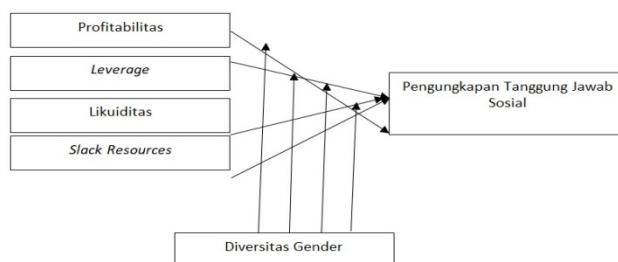 Profitabilitas
Leverage
Likuiditas
Slack Resources
Pengungkapan Tanggung Jawab
Sosial
Diversitas Gender